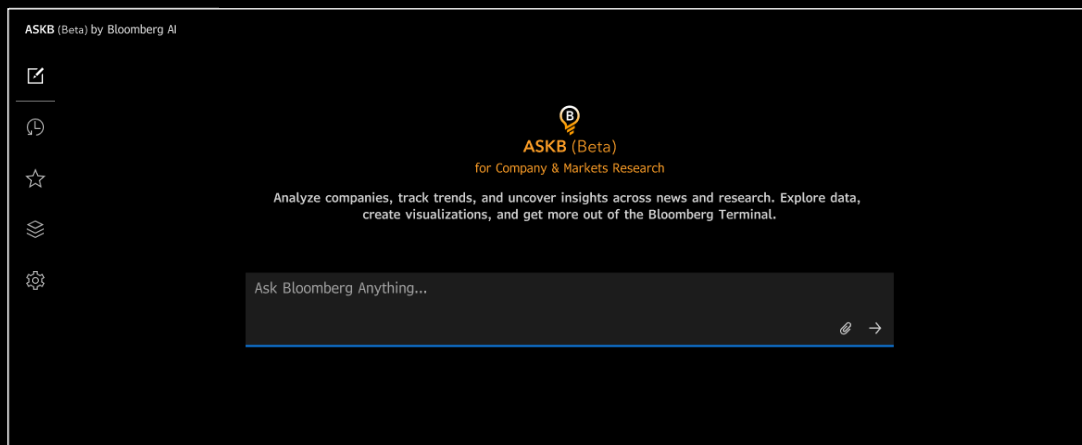 ASKB (Beta) by Bloomberg AI
B
ASKB (Beta)
for Company & Markets Research
Analyze companies, track trends, and uncover insights across news and research. Explore data,
create visualizations, and get more out of the Bloomberg Terminal.
Ask Bloomberg Anything...